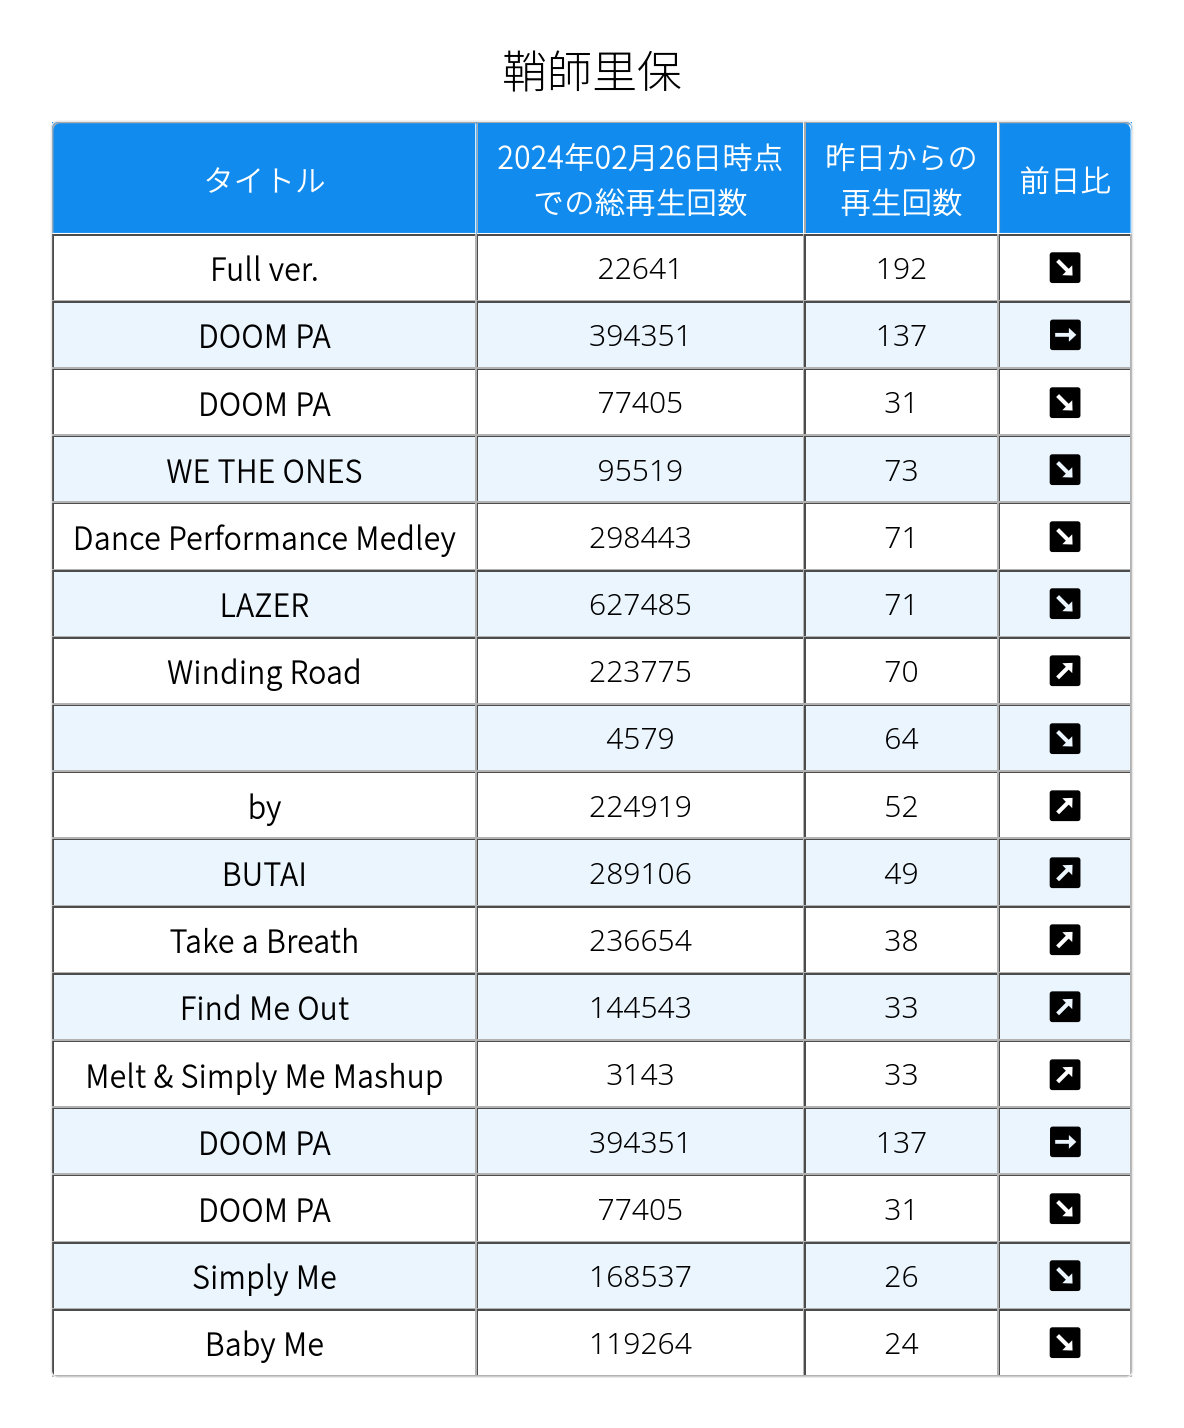 鞘師里保
タイトル
2024年02月26日時点
での総再生回数
昨日からの
再生回数
前日比
Full ver. 22641 192 ↘
DOOM PA 394351 137 →
DOOM PA 77405 31 ↘
WE THE ONES 95519 73 ↘
Dance Performance Medley 298443 71 ↘
LAZER 627485 71 ↘
Winding Road 223775 70 ↗
4579 64 ↘
by 224919 52 ↗
BUTAI 289106 49 ↗
Take a Breath 236654 38 ↗
Find Me Out 144543 33 ↗
Melt & Simply Me Mashup 3143 33 ↗
DOOM PA 394351 137 →
DOOM PA 77405 31 ↘
Simply Me 168537 26 ↘
Baby Me 119264 24 ↘